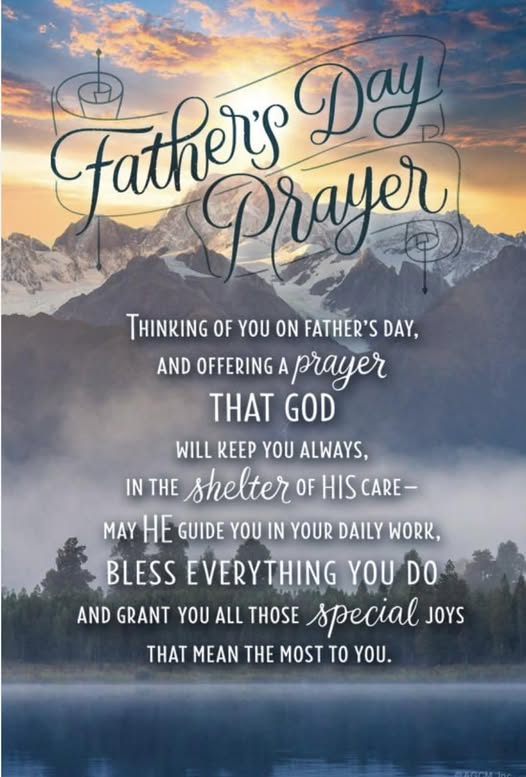 Father's Day
Prayer
THINKING OF YOU ON FATHER'S DAY,
AND OFFERING A prayer
THAT GOD
WILL KEEP YOU ALWAYS,
IN THE shelter OF HIS CARE–
MAY HE GUIDE YOU IN YOUR DAILY WORK,
BLESS EVERYTHING YOU DO
AND GRANT YOU ALL THOSE special JOYS
THAT MEAN THE MOST TO YOU.